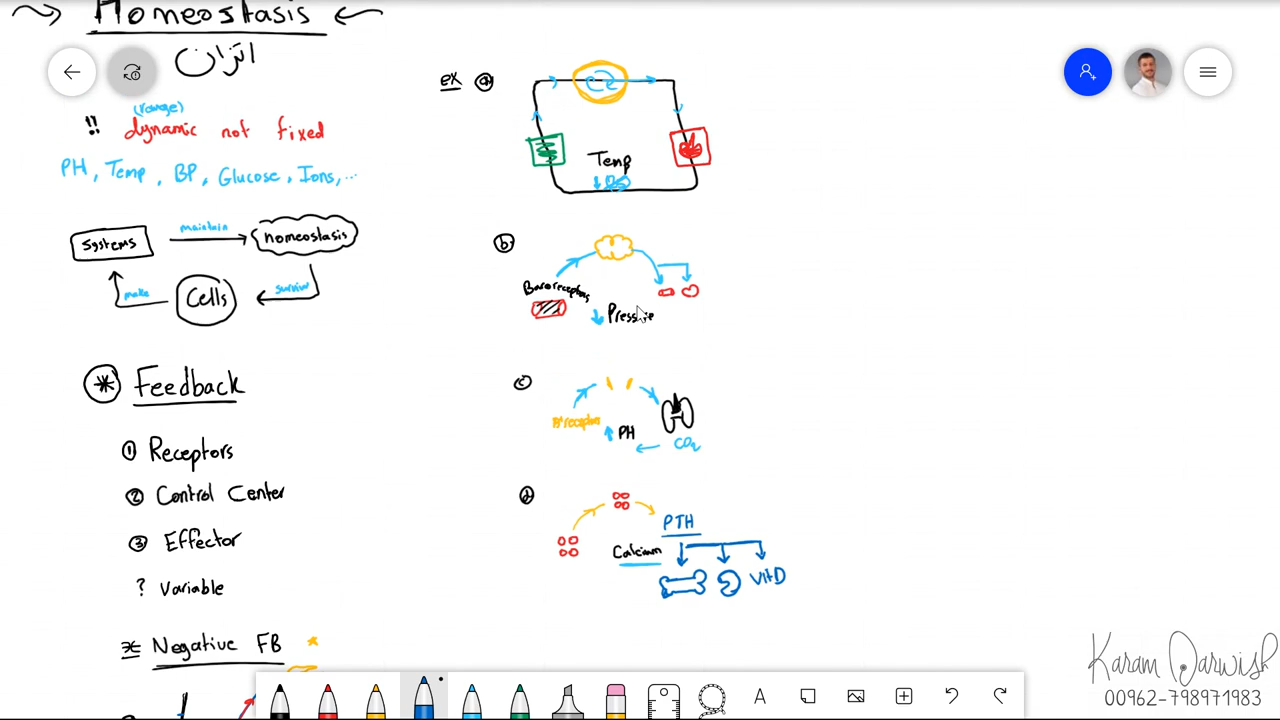 Homeostasis
اتزان
(range)
!! dynamic not fixed
PH, Temp, BP, Glucose, Ions, ...
Systems maintain homeostasis
make Cells survive
* Feedback
① Receptors
② Control Center
③ Effector
? Variable
Negative FB *
ex a
Temp
b
Baroreceptors
↓ Pressure
c
↑ PH
CO2
d
PTH
Calcium
Vit D
A
Karam Darwish
00962-798971983